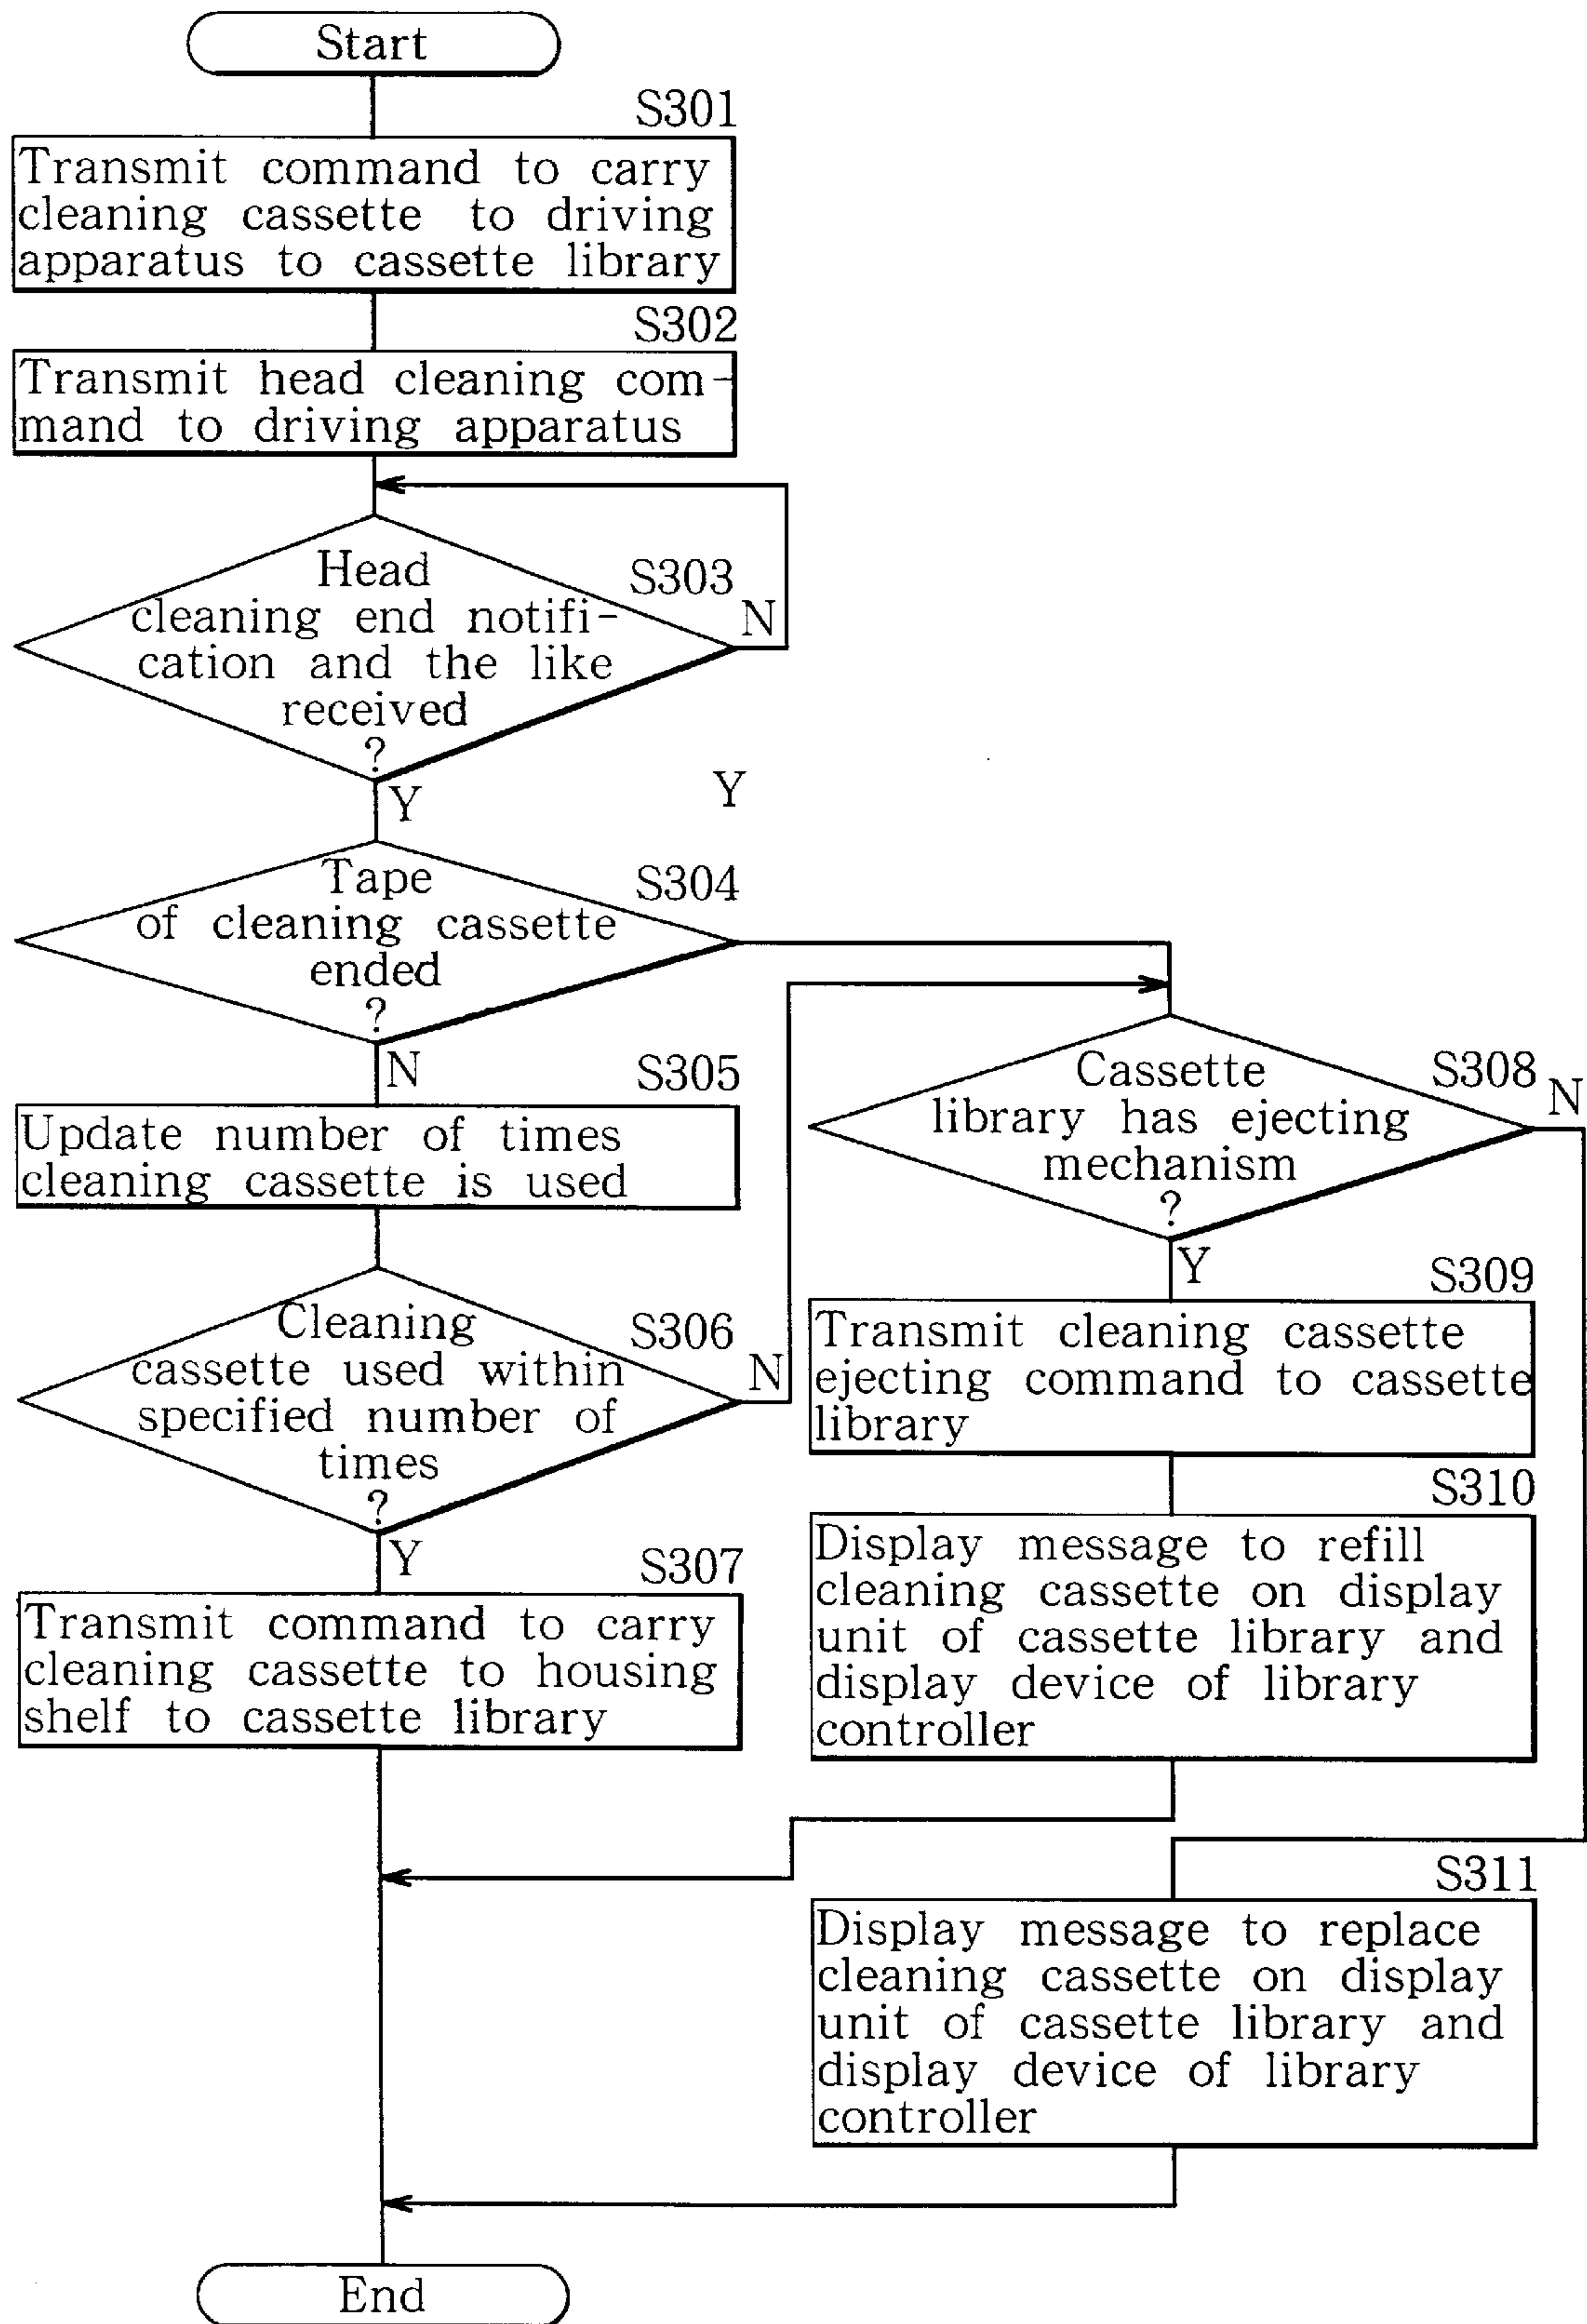 Start
S301
Transmit command to carry
cleaning cassette to driving
apparatus to cassette library
S302
Transmit head cleaning com-
mand to driving apparatus
S303
Head
cleaning end notifi-
cation and the like
received
?
N
Y
Y
S304
Tape
of cleaning cassette
ended
?
N
S305
Update number of times
cleaning cassette is used
S306
Cleaning
cassette used within
specified number of
times
?
N
Y
S307
Transmit command to carry
cleaning cassette to housing
shelf to cassette library
S308
Cassette
library has ejecting
mechanism
?
N
Y
S309
Transmit cleaning cassette
ejecting command to cassette
library
S310
Display message to refill
cleaning cassette on display
unit of cassette library and
display device of library
controller
S311
Display message to replace
cleaning cassette on display
unit of cassette library and
display device of library
controller
End